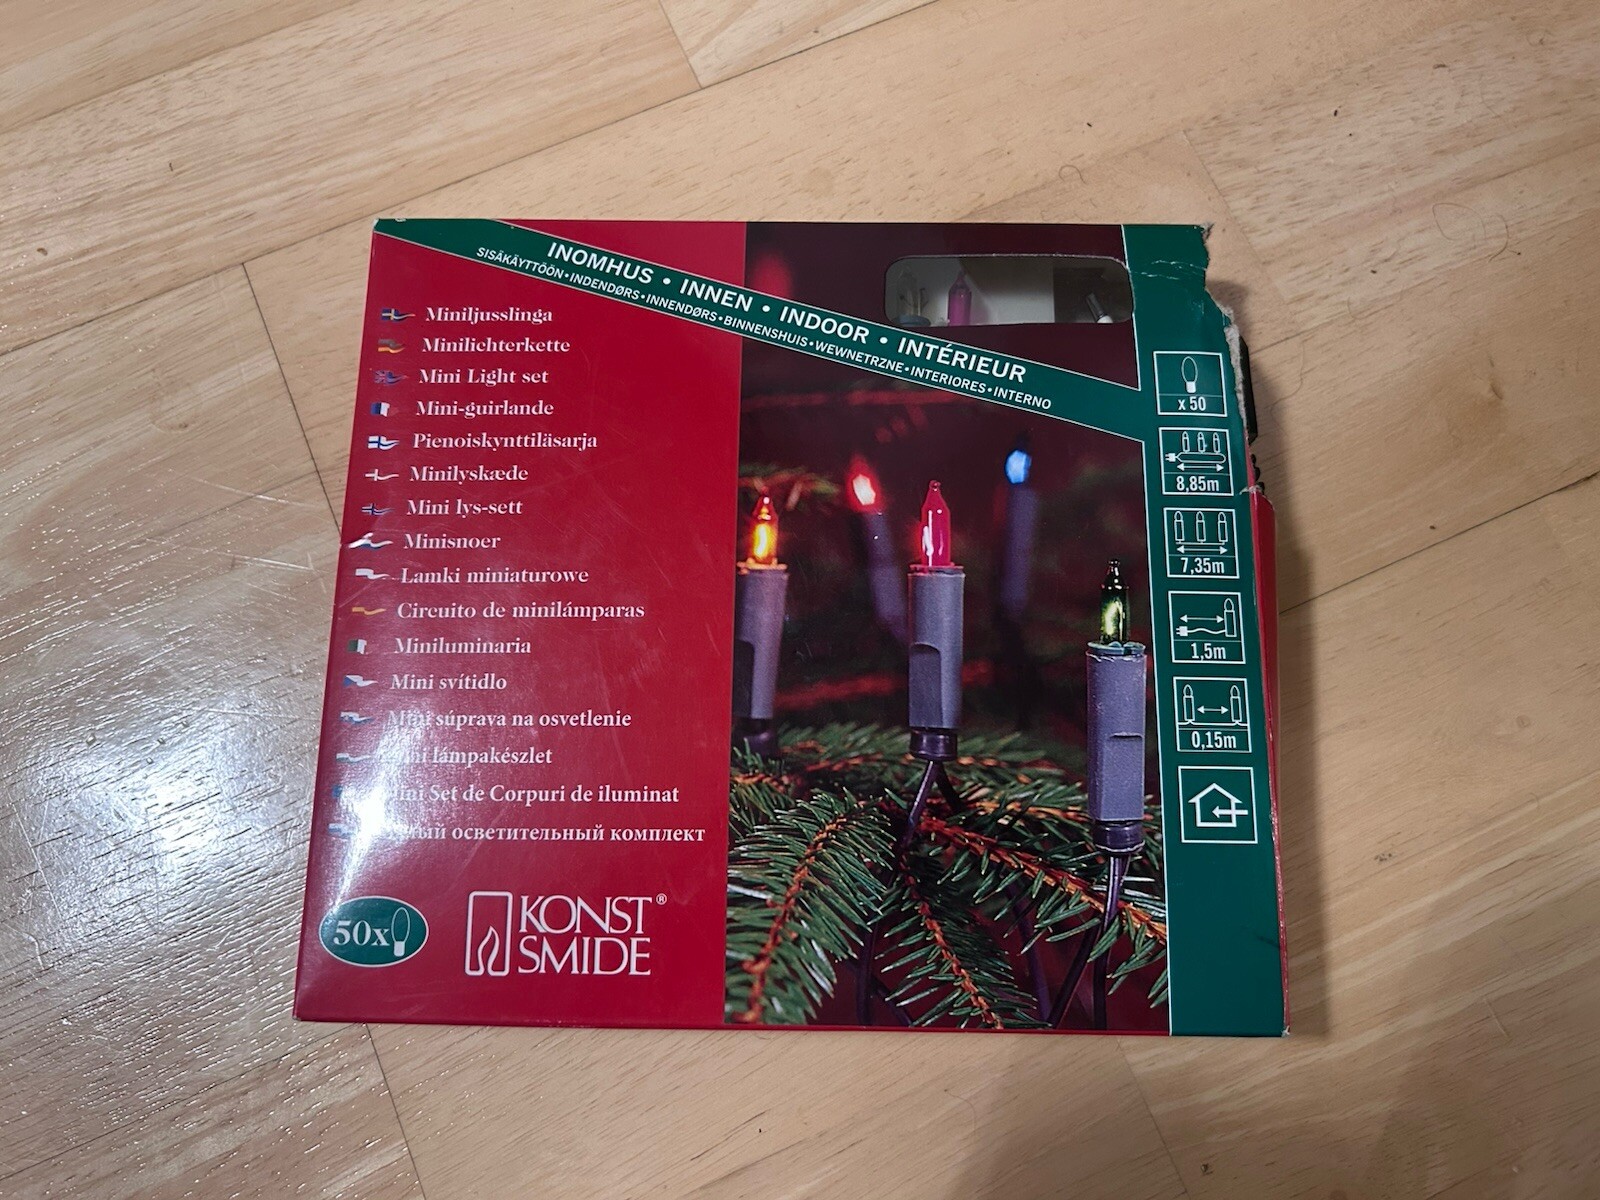 INOMHUS • INNEN • INDOOR • INTÉRIEUR
SISÄKÄYTTÖÖN•INDENDØRS•INNENDØRS•BINNENSHUIS•WEWNETRZNE•INTERIORES•INTERNO
Miniljusslinga
Minilichterkette
Mini Light set
Mini-guirlande
Pienoiskynttiläsarja
Minilyskæde
Mini lys-sett
Minisnoer
Lamki miniaturowe
Circuito de minilámparas
Miniluminaria
Mini svítidlo
Mini súprava na osvetlenie
Mini lámpakészlet
Mini Set de Corpuri de iluminat
осветительный комплект
50x
KONST®
SMIDE
x 50
8,85m
7,35m
1,5m
0,15m